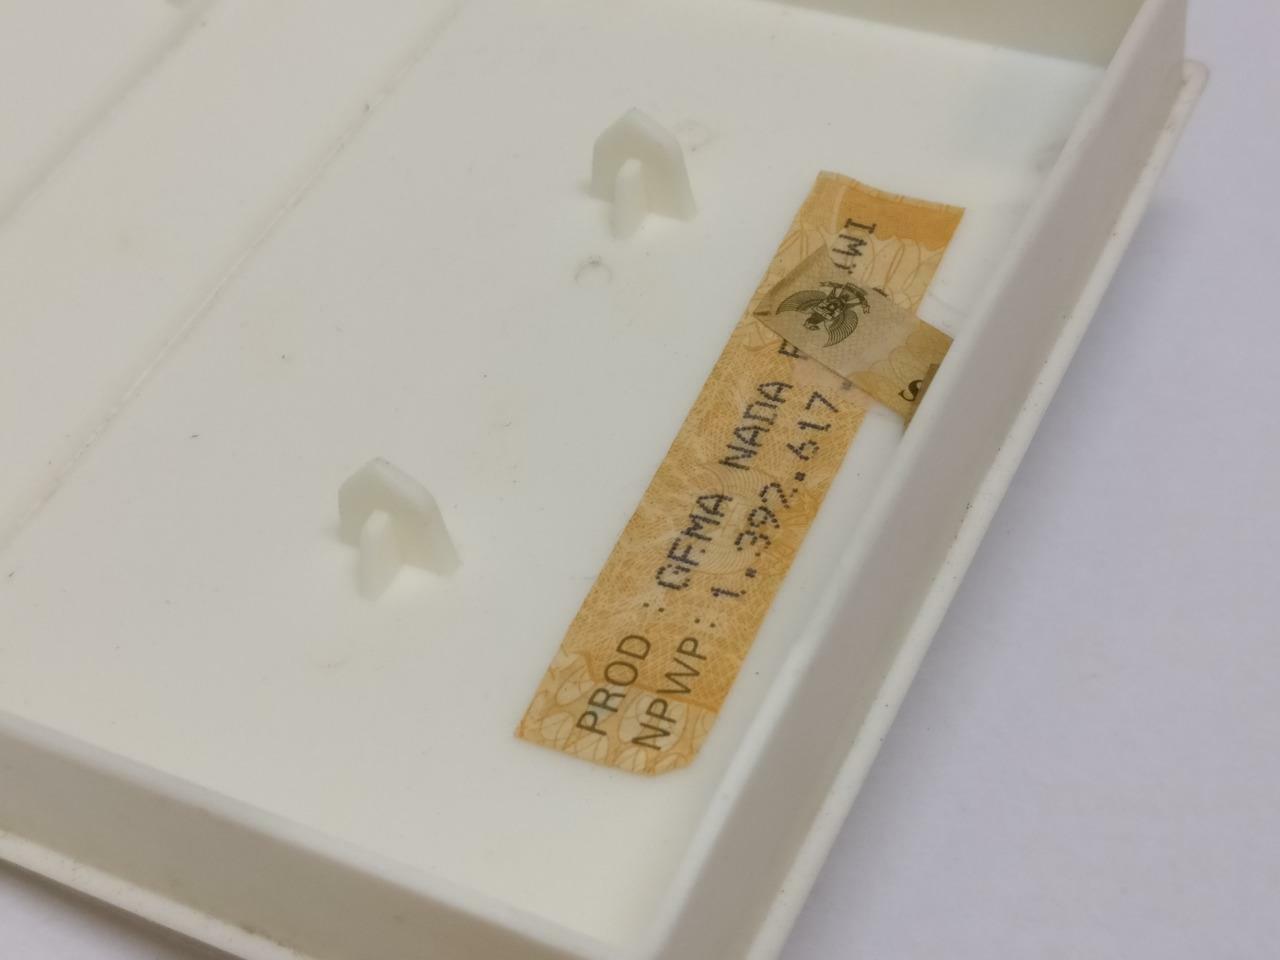 PROD : GEMA NADA
NPWP : 1.392.617.